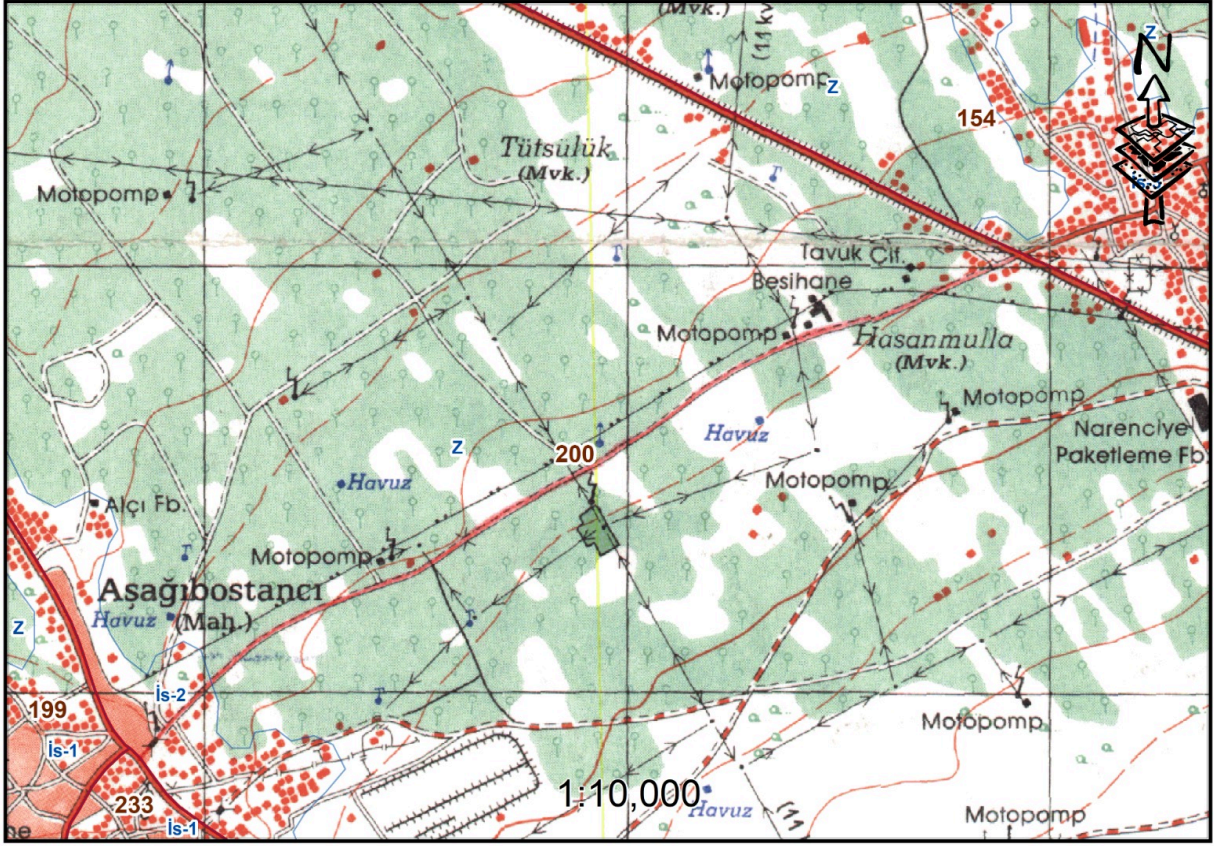 (Mvk.)
(11 kv
N
Z
Motopomp
Z
154
Tütsülük
(Mvk.)
Motopomp
Tavuk Çif.
Besihane
Motopomp
Hasanmulla
(Mvk.)
Motopomp
Havuz
Narenciye
Paketleme Fb.
Z
200
Havuz
Motopomp
Alçı Fb.
Motopomp
Aşağıbostancı
(Mah.)
Havuz
Z
İs-2
199
İs-1
Motopomp
233
İs-1
1:10,000
Havuz
(11
Motopomp